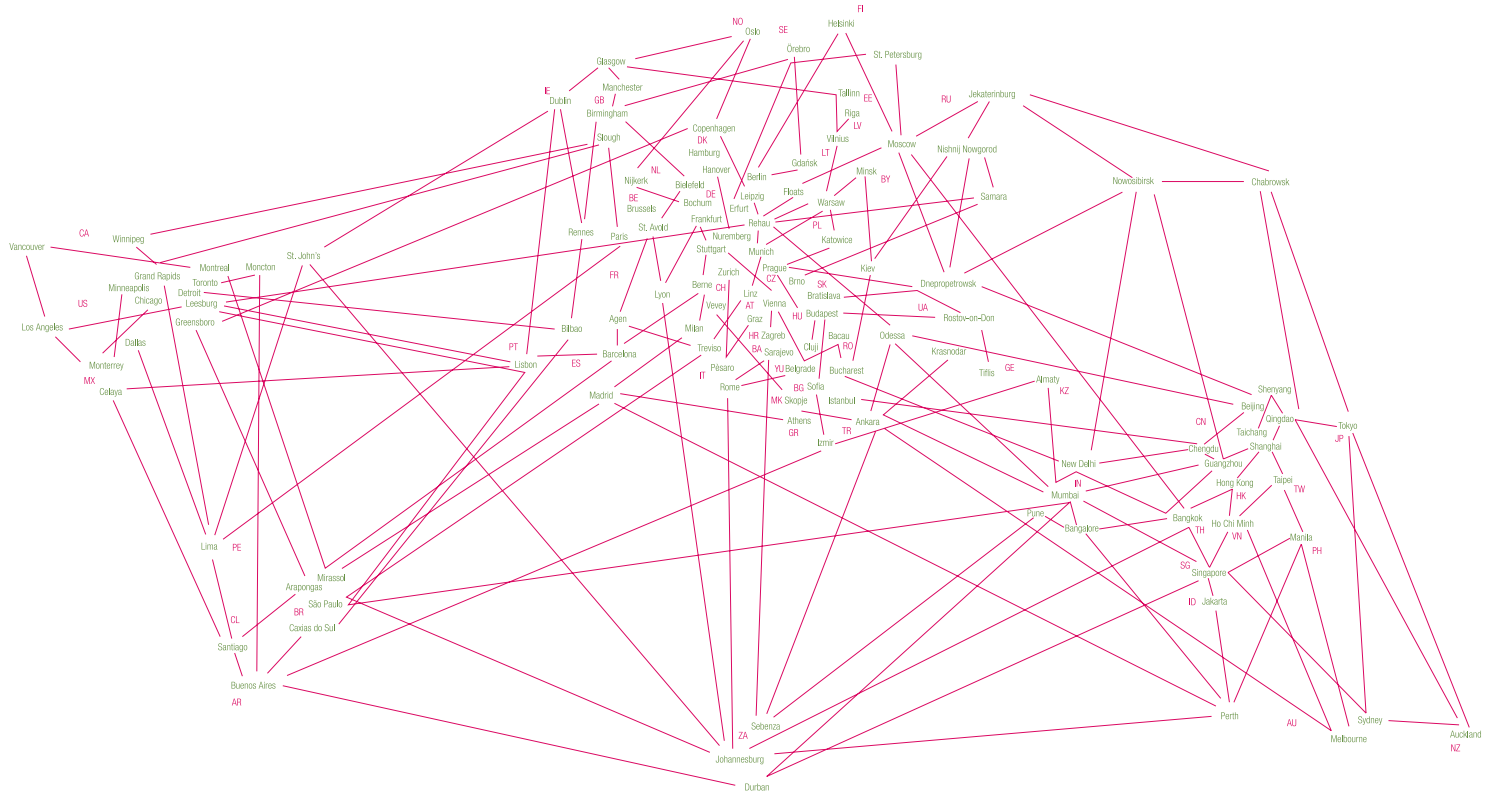 FI
NO
Helsinki
SE
Oslo
Örebro
St. Petersburg
Glasgow
Manchester
Tallinn
EE
RU
Jekaterinburg
IE
Dublin
GB
Birmingham
Riga
LV
Copenhagen
DK
Slough
Vilnius
LT
Moscow
Nishnij Nowgorod
Hamburg
Gdańsk
NL
Hanover
Minsk
BY
Nijkerk
Bielefeld
Berlin
Nowosibirsk
Chabrowsk
BE
DE
Leipzig
Floats
Samara
Brussels
Bochum
Erfurt
Warsaw
CA
Winnipeg
Rennes
Paris
St. Avold
Frankfurt
Rehau
PL
Vancouver
Nuremberg
Katowice
Stuttgart
Munich
St. John's
Grand Rapids
Montreal
Moncton
FR
Zurich
Prague
CZ
Brno
SK
Kiev
Toronto
Minneapolis
Detroit
Chicago
Leesburg
Lyon
Berne
CH
Linz
Bratislava
Dnepropetrowsk
US
Vevey
AT
Vienna
UA
Los Angeles
Greensboro
Bilbao
Agen
Milan
Graz
HU
Budapest
Rostov-on-Don
HR
Zagreb
Bacau
Odessa
Dallas
PT
Treviso
BA
Sarajevo
Cluji
RO
Krasnodar
GE
Monterrey
Lisbon
ES
Barcelona
IT
Pésaro
YU
Belgrade
Bucharest
Tiflis
MX
Celaya
Rome
BG
Sofia
Almaty
KZ
Shenyang
Madrid
MK
Skopje
Istanbul
Beijing
Athens
GR
Ankara
TR
CN
Qingdao
Tokyo
JP
Izmir
Taichang
Chengdu
Shanghai
New Delhi
Guangzhou
IN
Hong Kong
HK
Taipei
TW
Mumbai
Pune
Bangalore
Bangkok
TH
Ho Chi Minh
VN
Manila
PH
Lima
PE
SG
Singapore
Mirassol
Arapongas
São Paulo
BR
ID
Jakarta
CL
Caxias do Sul
Santiago
Buenos Aires
AR
Sebenza
Perth
AU
Sydney
ZA
Melbourne
Auckland
NZ
Johannesburg
Durban